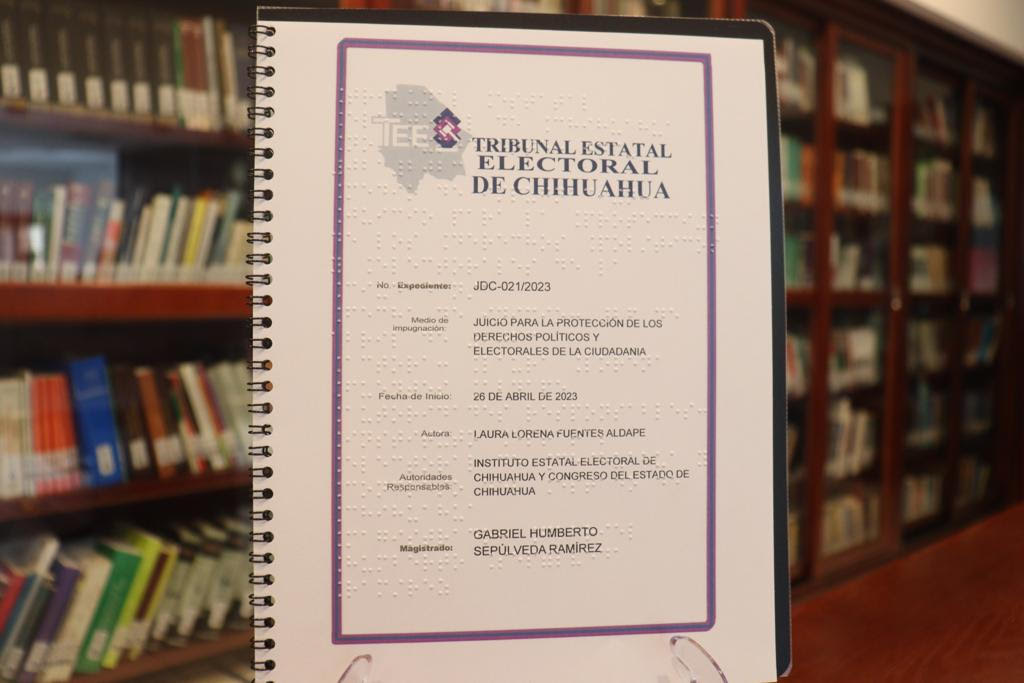 TEE
TRIBUNAL ESTATAL
ELECTORAL
DE CHIHUAHUA
No. Expediente: JDC-021/2023
Medio de impugnación: JUICIO PARA LA PROTECCIÓN DE LOS
DERECHOS POLÍTICOS Y
ELECTORALES DE LA CIUDADANIA
Fecha de Inicio: 26 DE ABRIL DE 2023
Actora: LAURA LORENA FUENTES ALDAPE
Autoridades Responsables: INSTITUTO ESTATAL ELECTORAL DE
CHIHUAHUA Y CONGRESO DEL ESTADO DE
CHIHUAHUA
Magistrado: GABRIEL HUMBERTO
SEPÚLVEDA RAMÍREZ